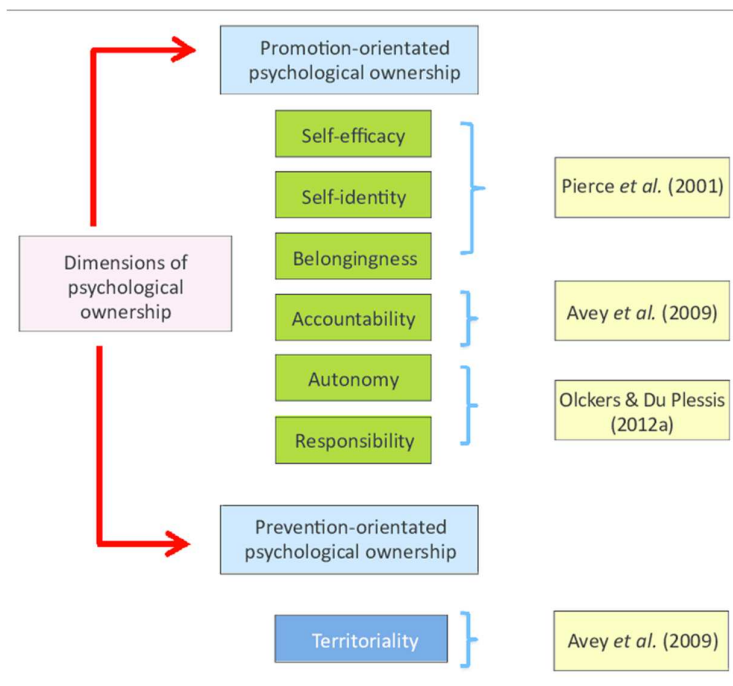 Promotion-orientated
psychological ownership
Self-efficacy
Self-identity
Pierce et al. (2001)
Belongingness
Dimensions of
psychological
ownership
Accountability
Avey et al. (2009)
Autonomy
Olckers & Du Plessis
(2012a)
Responsibility
Prevention-orientated
psychological ownership
Territoriality
Avey et al. (2009)